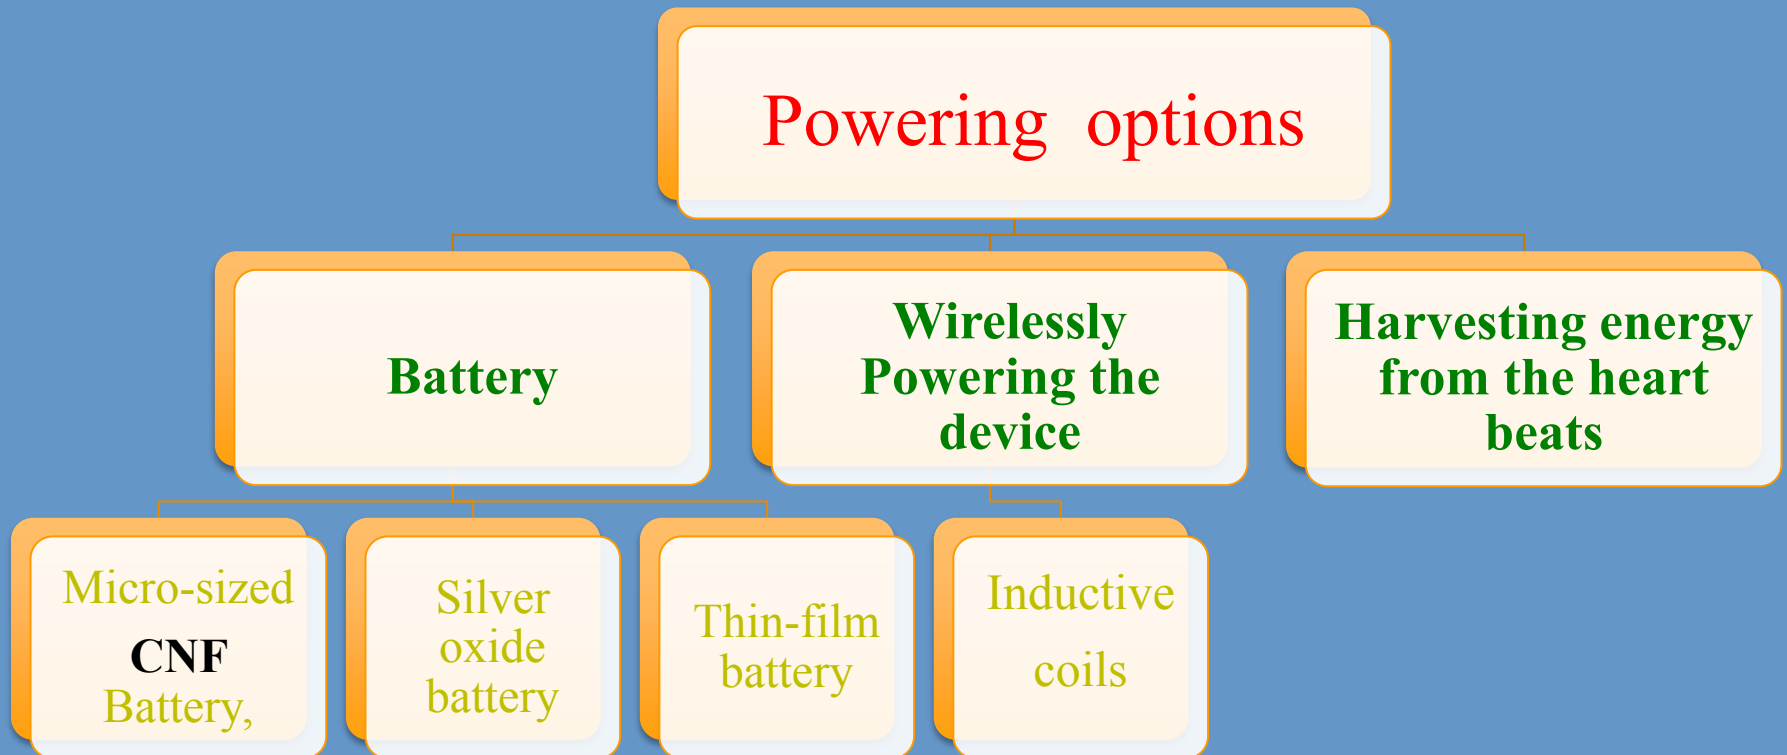 Powering options
Battery
Wirelessly
Powering the
device
Harvesting energy
from the heart
beats
Micro-sized
CNF
Battery,
Silver
oxide
battery
Thin-film
battery
Inductive
coils